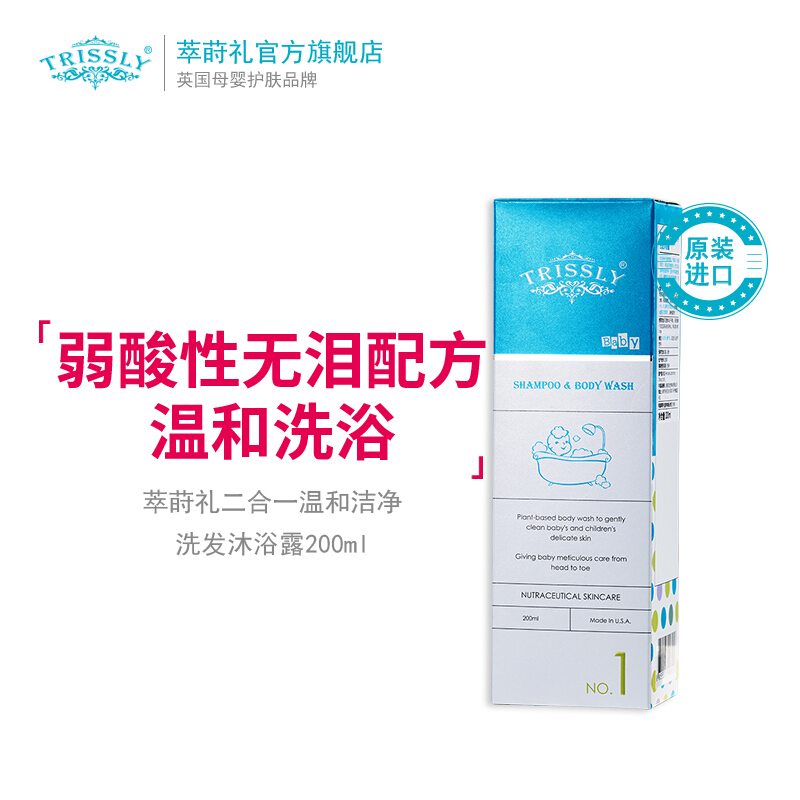 TRISSLY®
萃莳礼官方旗舰店
英国母婴护肤品牌
原装
进口
TRISSLY®
Baby
SHAMPOO & BODY WASH
「弱酸性无泪配方
温和洗浴」
萃莳礼二合一温和洁净
洗发沐浴露200ml
Plant-based body wash to gently
clean baby's and children's
delicate skin
Giving baby meticulous care from
head to toe
NUTRACEUTICAL SKINCARE
200ml
Made in U.S.A.
NO.1